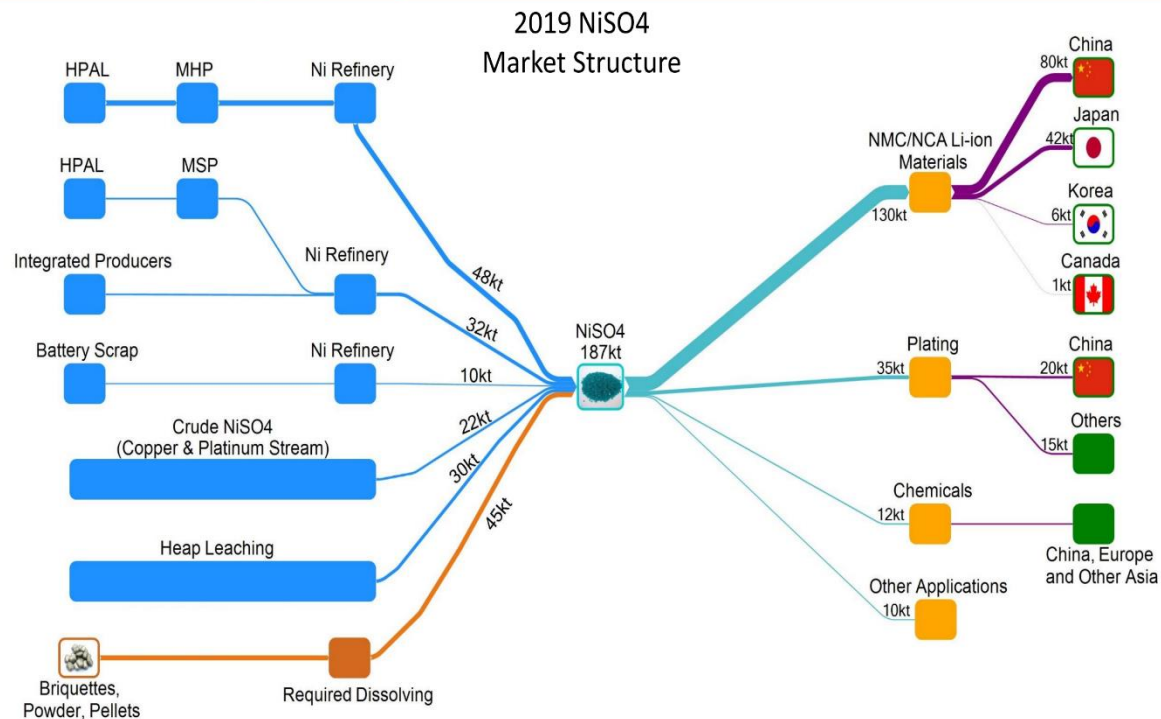 2019 NiSO4
Market Structure
HPAL
MHP
Ni Refinery
48kt
HPAL
MSP
Integrated Producers
Ni Refinery
32kt
Battery Scrap
Ni Refinery
10kt
Crude NiSO4
(Copper & Platinum Stream)
22kt
Heap Leaching
30kt
Briquettes,
Powder, Pellets
Required Dissolving
45kt
NiSO4
187kt
NMC/NCA Li-ion
Materials
130kt
China
80kt
Japan
42kt
Korea
6kt
Canada
1kt
Plating
35kt
China
20kt
Others
15kt
Chemicals
12kt
China, Europe
and Other Asia
Other Applications
10kt